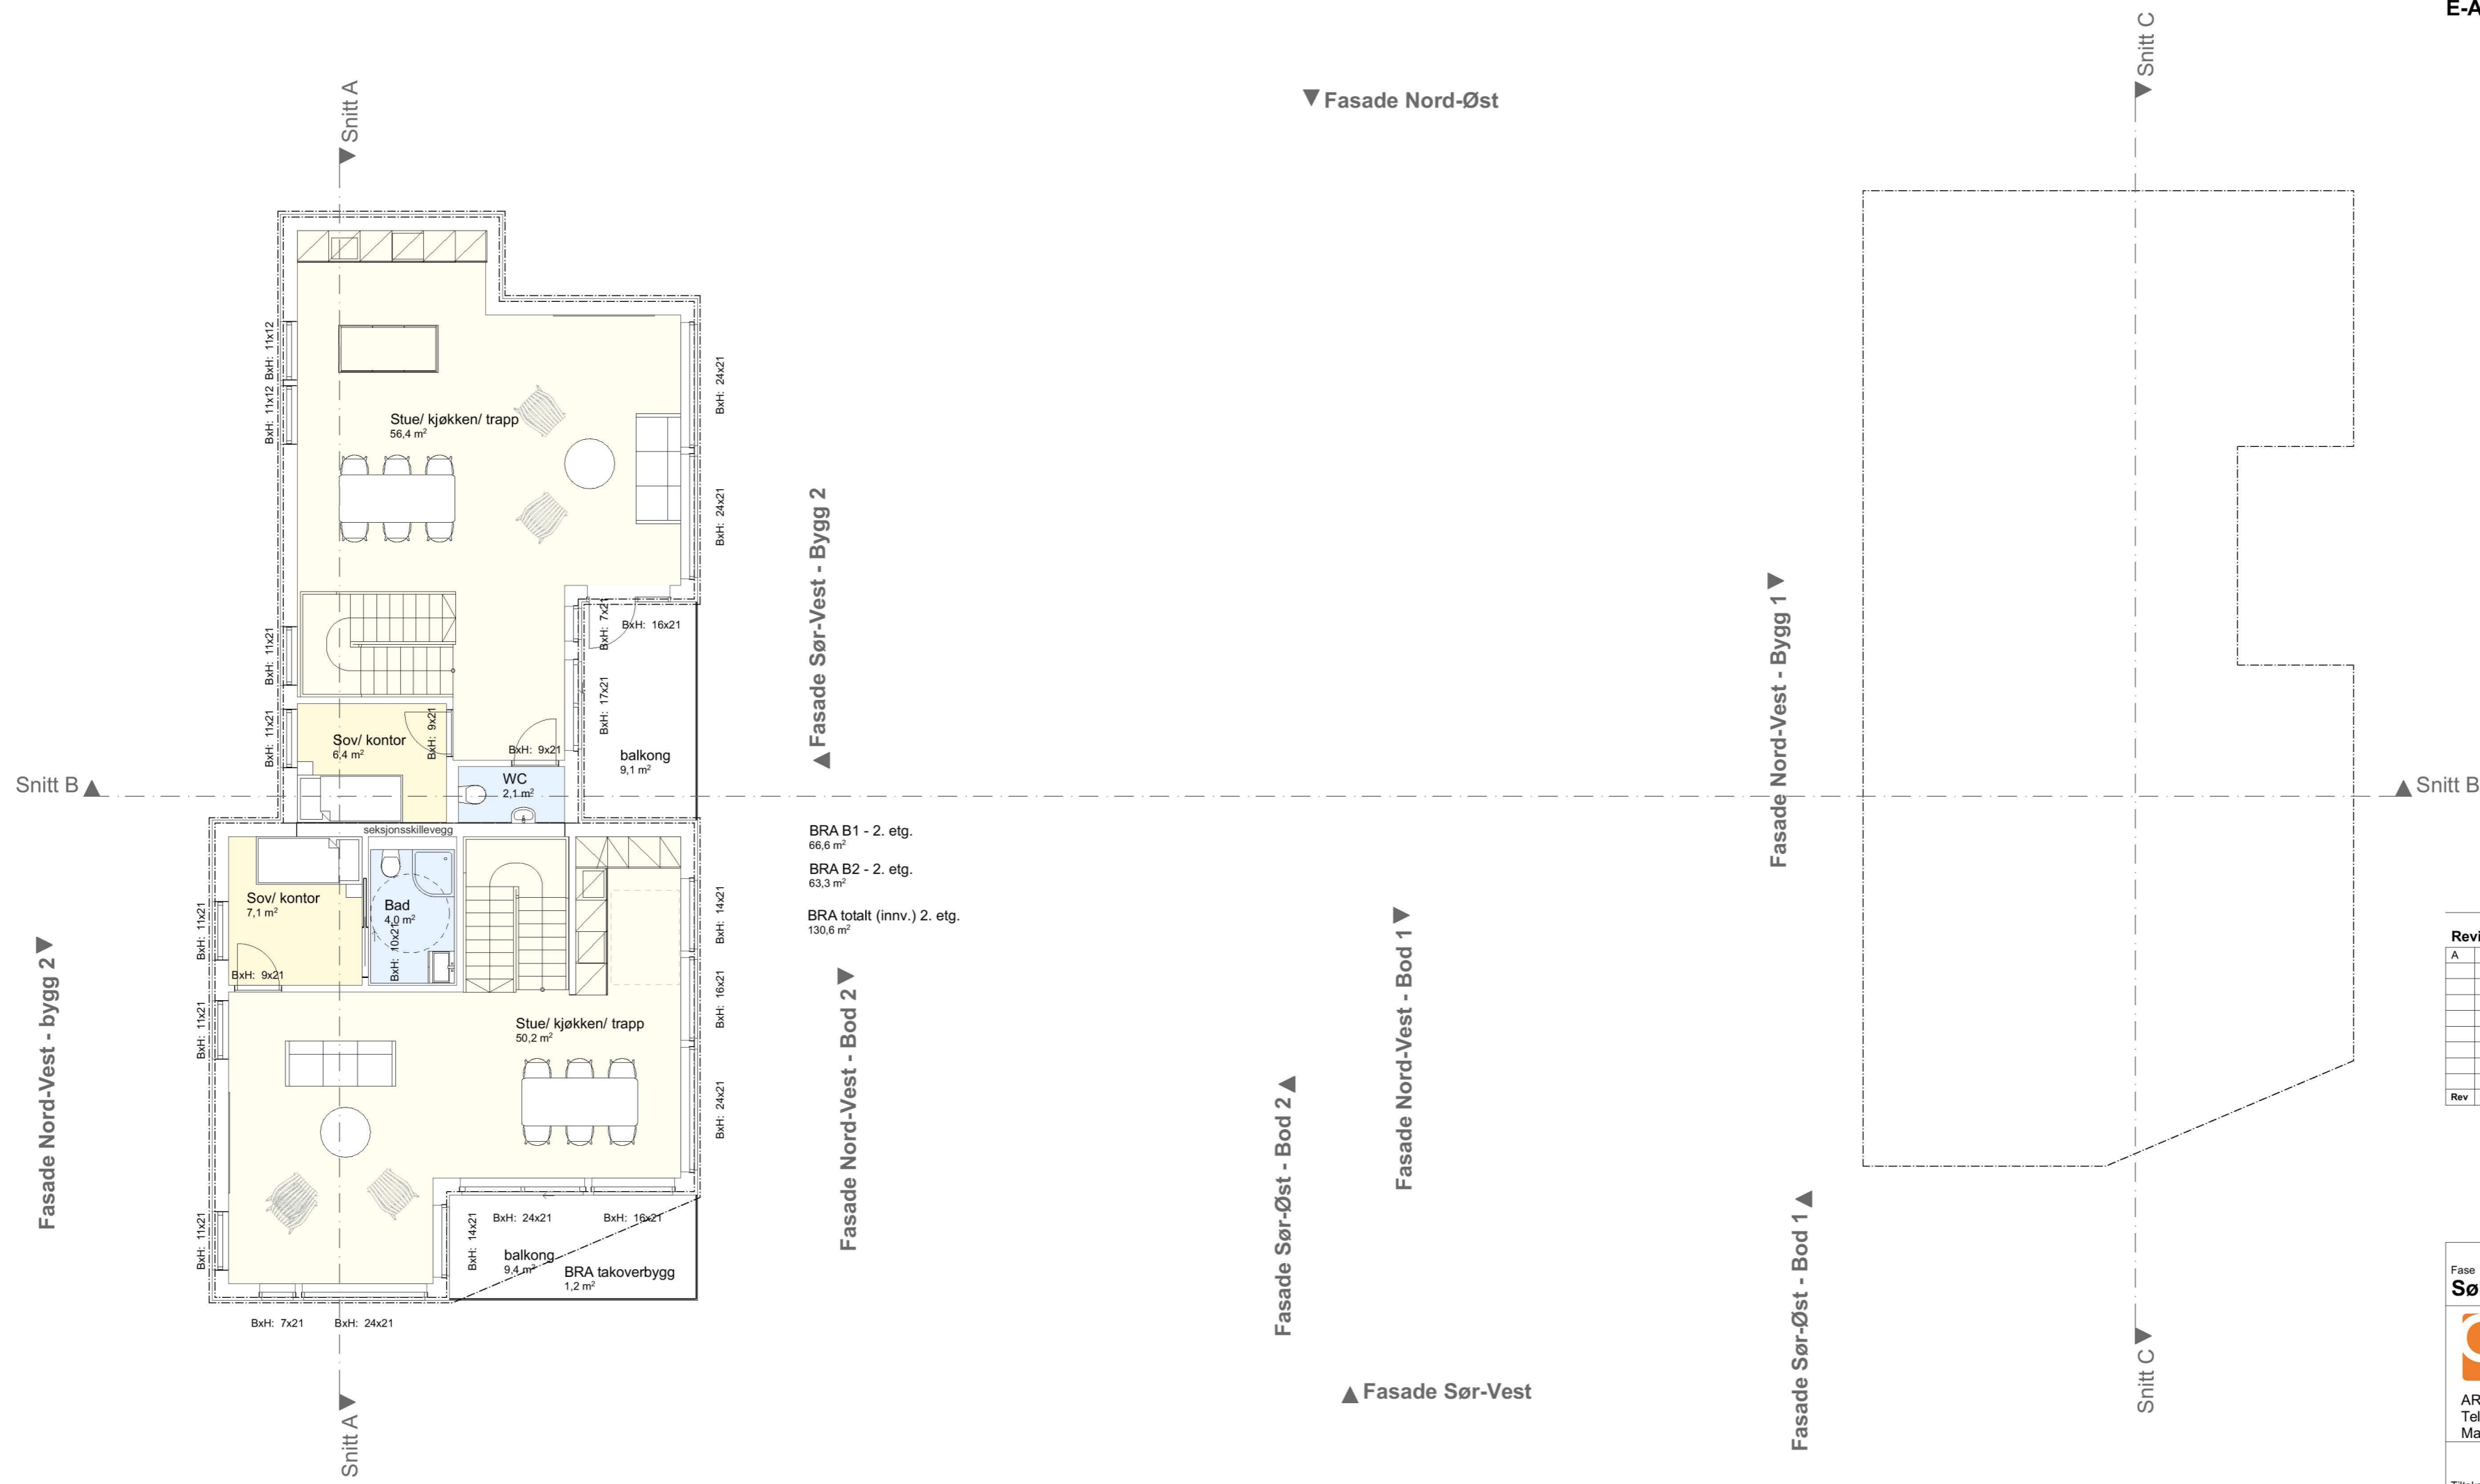 E-A
Snitt A
Snitt C
Fasade Nord-Øst
BxH: 11x12
BxH: 11x12
BxH: 24x21
Stue/ kjøkken/ trapp
56,4 m²
BxH: 24x21
Fasade Sør-Vest - Bygg 2
Fasade Nord-Vest - Bygg 1
BxH: 7x21
BxH: 16x21
BxH: 11x21
BxH: 17x21
BxH: 11x21
Sov/ kontor
6,4 m²
BxH: 9x21
BxH: 9x21
balkong
9,1 m²
WC
2,1 m²
Snitt B
Snitt B
seksjonsskillevegg
BRA B1 - 2. etg.
66,6 m²
BRA B2 - 2. etg.
63,3 m²
BRA totalt (innv.) 2. etg.
130,6 m²
Sov/ kontor
7,1 m²
Bad
4,0 m²
BxH: 11x21
BxH: 10x21
BxH: 14x21
BxH: 9x21
BxH: 16x21
BxH: 11x21
Stue/ kjøkken/ trapp
50,2 m²
BxH: 24x21
Fasade Nord-Vest - bygg 2
Fasade Nord-Vest - Bod 2
Fasade Sør-Øst - Bod 2
Fasade Nord-Vest - Bod 1
Fasade Sør-Øst - Bod 1
Revi
A
Rev
BxH: 11x21
BxH: 14x21
BxH: 24x21
BxH: 16x21
balkong
9,4 m²
BRA takoverbygg
1,2 m²
BxH: 7x21
BxH: 24x21
Fasade Sør-Vest
Snitt A
Snitt C
Fase
Sø
AR
Tel
Ma